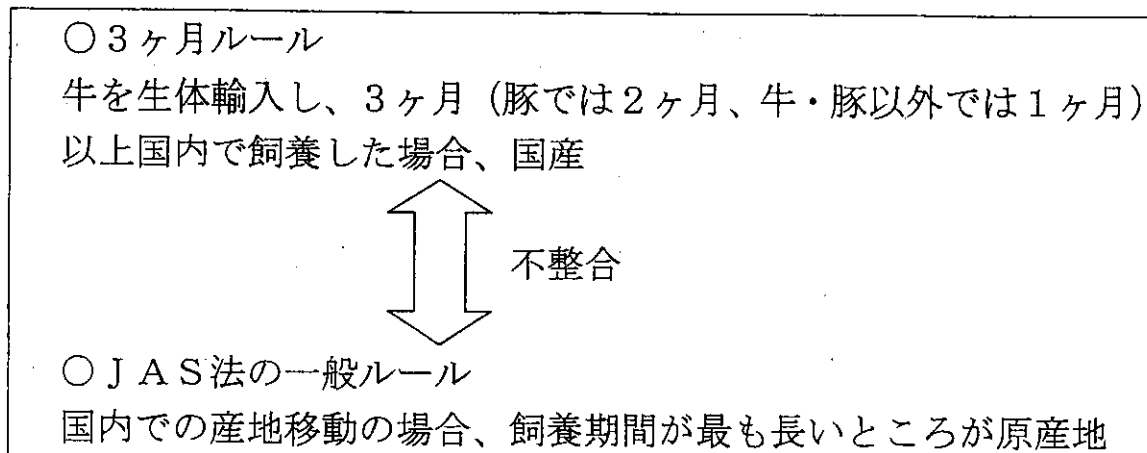 ○３ヶ月ルール
牛を生体輸入し、３ヶ月（豚では２ヶ月、牛・豚以外では１ヶ月）
以上国内で飼養した場合、国産
不整合
○ＪＡＳ法の一般ルール
国内での産地移動の場合、飼養期間が最も長いところが原産地